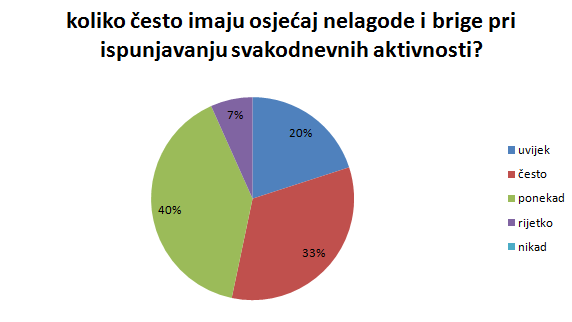 koliko često imaju osjećaj nelagode i brige pri
ispunjavanju svakodnevnih aktivnosti?
7%
20%
40%
33%
uvijek
često
ponekad
rijetko
nikad